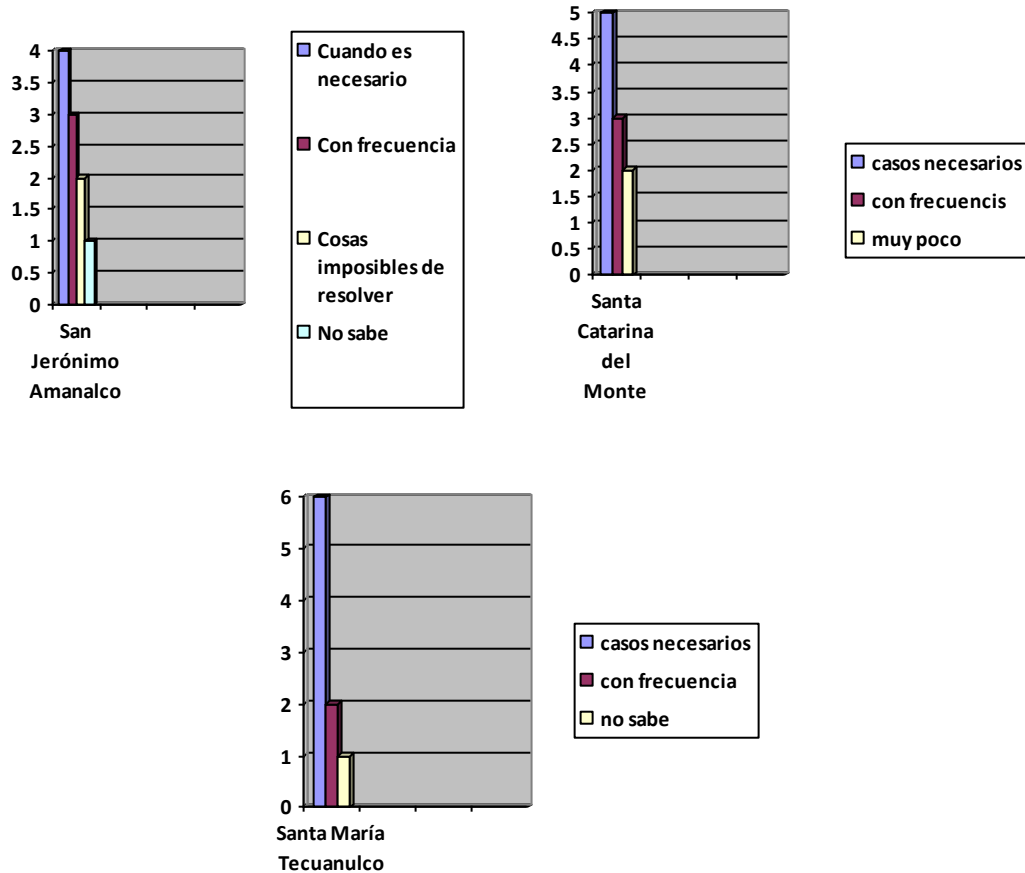 4
3.5
3
2.5
2
1.5
1
0.5
0
San
Jerónimo
Amanalco
Cuando es
necesario
Con frecuencia
Cosas
imposibles de
resolver
No sabe
5
4.5
4
3.5
3
2.5
2
1.5
1
0.5
0
Santa
Catarina
del
Monte
casos necesarios
con frecuencis
muy poco
6
5
4
3
2
1
0
Santa María
Tecuanulco
casos necesarios
con frecuencia
no sabe